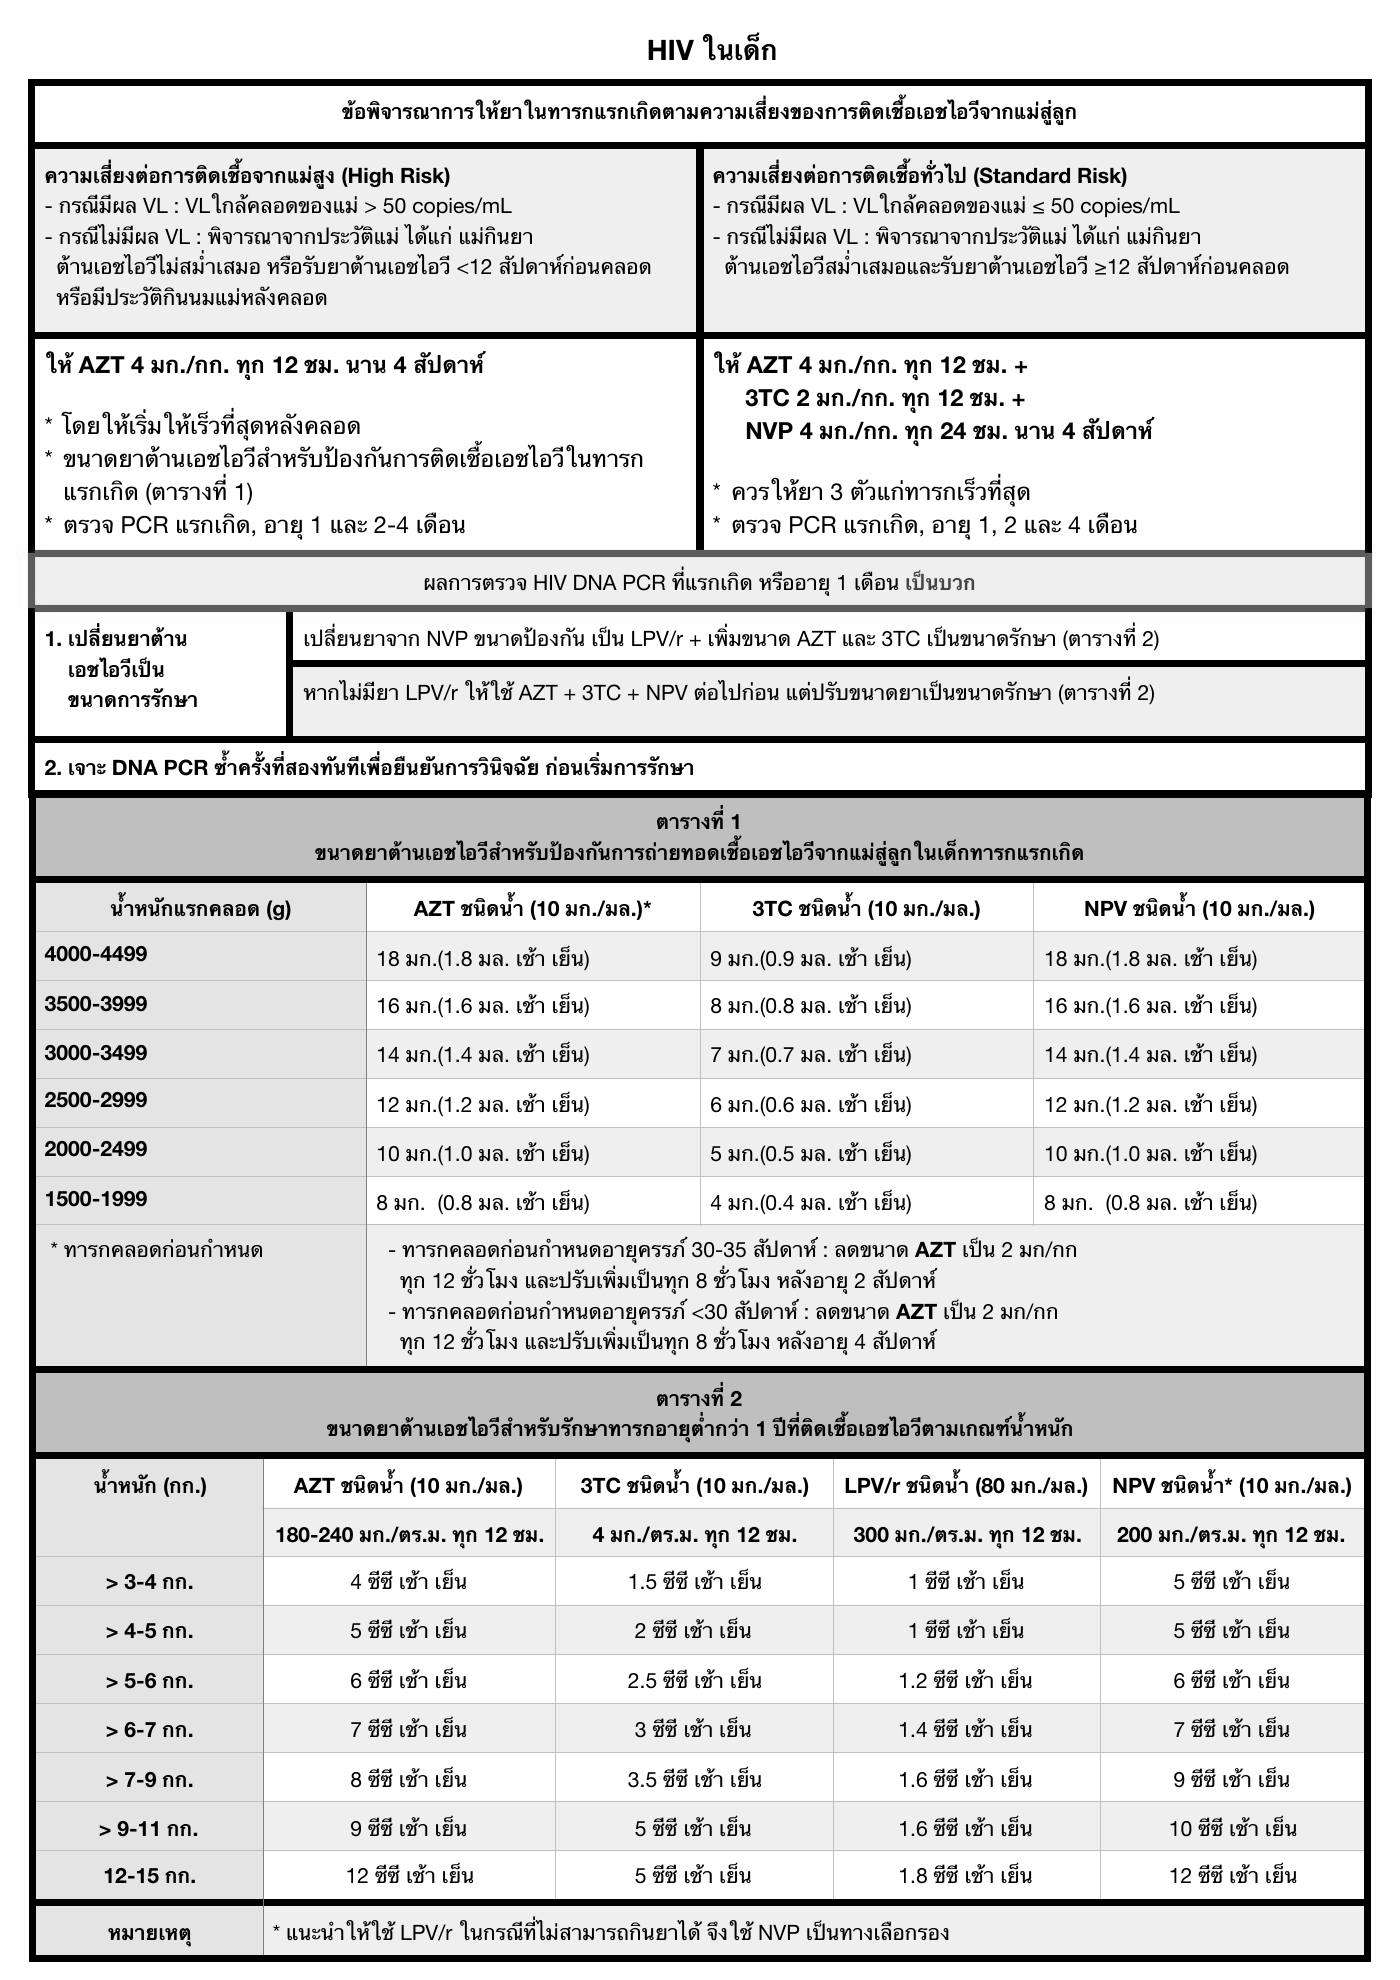 HIV ในเด็ก
ข้อพิจารณาการให้ยาในทารกแรกเกิดตามความเสี่ยงของการติดเชื้อเอชไอวีจากแม่สู่ลูก
ความเสี่ยงต่อการติดเชื้อจากแม่สูง (High Risk)
- กรณีมีผล VL : VLใกล้คลอดของแม่ > 50 copies/mL
- กรณีไม่มีผล VL : พิจารณาจากประวัติแม่ ได้แก่ แม่กินยา
ต้านเอชไอวีไม่สม่ำเสมอ หรือรับยาต้านเอชไอวี <12 สัปดาห์ก่อนคลอด
หรือมีประวัติกินนมแม่หลังคลอด
ความเสี่ยงต่อการติดเชื้อทั่วไป (Standard Risk)
- กรณีมีผล VL : VLใกล้คลอดของแม่ ≤ 50 copies/mL
- กรณีไม่มีผล VL : พิจารณาจากประวัติแม่ ได้แก่ แม่กินยา
ต้านเอชไอวีสม่ำเสมอและรับยาต้านเอชไอวี ≥12 สัปดาห์ก่อนคลอด
ให้ AZT 4 มก./กก. ทุก 12 ชม. นาน 4 สัปดาห์
* โดยให้เริ่มให้เร็วที่สุดหลังคลอด
* ขนาดยาต้านเอชไอวีสำหรับป้องกันการติดเชื้อเอชไอวีในทารก
แรกเกิด (ตารางที่ 1)
* ตรวจ PCR แรกเกิด, อายุ 1 และ 2-4 เดือน
ให้ AZT 4 มก./กก. ทุก 12 ชม. +
3TC 2 มก./กก. ทุก 12 ชม. +
NVP 4 มก./กก. ทุก 24 ชม. นาน 4 สัปดาห์
* ควรให้ยา 3 ตัวแก่ทารกเร็วที่สุด
* ตรวจ PCR แรกเกิด, อายุ 1, 2 และ 4 เดือน
ผลการตรวจ HIV DNA PCR ที่แรกเกิด หรืออายุ 1 เดือน เป็นบวก
1. เปลี่ยนยาต้าน
เอชไอวีเป็น
ขนาดการรักษา
เปลี่ยนยาจาก NVP ขนาดป้องกัน เป็น LPV/r + เพิ่มขนาด AZT และ 3TC เป็นขนาดรักษา (ตารางที่ 2)
หากไม่มียา LPV/r ให้ใช้ AZT + 3TC + NPV ต่อไปก่อน แต่ปรับขนาดยาเป็นขนาดรักษา (ตารางที่ 2)
2. เจาะ DNA PCR ซ้ำครั้งที่สองทันทีเพื่อยืนยันการวินิจฉัย ก่อนเริ่มการรักษา
ตารางที่ 1
ขนาดยาต้านเอชไอวีสำหรับป้องกันการถ่ายทอดเชื้อเอชไอวีจากแม่สู่ลูกในเด็กทารกแรกเกิด
น้ำหนักแรกคลอด (g) AZT ชนิดน้ำ (10 มก./มล.)* 3TC ชนิดน้ำ (10 มก./มล.) NPV ชนิดน้ำ (10 มก./มล.)
4000-4499 18 มก.(1.8 มล. เช้า เย็น) 9 มก.(0.9 มล. เช้า เย็น) 18 มก.(1.8 มล. เช้า เย็น)
3500-3999 16 มก.(1.6 มล. เช้า เย็น) 8 มก.(0.8 มล. เช้า เย็น) 16 มก.(1.6 มล. เช้า เย็น)
3000-3499 14 มก.(1.4 มล. เช้า เย็น) 7 มก.(0.7 มล. เช้า เย็น) 14 มก.(1.4 มล. เช้า เย็น)
2500-2999 12 มก.(1.2 มล. เช้า เย็น) 6 มก.(0.6 มล. เช้า เย็น) 12 มก.(1.2 มล. เช้า เย็น)
2000-2499 10 มก.(1.0 มล. เช้า เย็น) 5 มก.(0.5 มล. เช้า เย็น) 10 มก.(1.0 มล. เช้า เย็น)
1500-1999 8 มก. (0.8 มล. เช้า เย็น) 4 มก.(0.4 มล. เช้า เย็น) 8 มก. (0.8 มล. เช้า เย็น)
* ทารกคลอดก่อนกำหนด
- ทารกคลอดก่อนกำหนดอายุครรภ์ 30-35 สัปดาห์ : ลดขนาด AZT เป็น 2 มก/กก
ทุก 12 ชั่วโมง และปรับเพิ่มเป็นทุก 8 ชั่วโมง หลังอายุ 2 สัปดาห์
- ทารกคลอดก่อนกำหนดอายุครรภ์ <30 สัปดาห์ : ลดขนาด AZT เป็น 2 มก/กก
ทุก 12 ชั่วโมง และปรับเพิ่มเป็นทุก 8 ชั่วโมง หลังอายุ 4 สัปดาห์
ตารางที่ 2
ขนาดยาต้านเอชไอวีสำหรับรักษาทารกอายุต่ำกว่า 1 ปีที่ติดเชื้อเอชไอวีตามเกณฑ์น้ำหนัก
น้ำหนัก (กก.) AZT ชนิดน้ำ (10 มก./มล.) 3TC ชนิดน้ำ (10 มก./มล.) LPV/r ชนิดน้ำ (80 มก./มล.) NPV ชนิดน้ำ* (10 มก./มล.)
180-240 มก./ตร.ม. ทุก 12 ชม. 4 มก./ตร.ม. ทุก 12 ชม. 300 มก./ตร.ม. ทุก 12 ชม. 200 มก./ตร.ม. ทุก 12 ชม.
> 3-4 กก. 4 ซีซี เช้า เย็น 1.5 ซีซี เช้า เย็น 1 ซีซี เช้า เย็น 5 ซีซี เช้า เย็น
> 4-5 กก. 5 ซีซี เช้า เย็น 2 ซีซี เช้า เย็น 1 ซีซี เช้า เย็น 5 ซีซี เช้า เย็น
> 5-6 กก. 6 ซีซี เช้า เย็น 2.5 ซีซี เช้า เย็น 1.2 ซีซี เช้า เย็น 6 ซีซี เช้า เย็น
> 6-7 กก. 7 ซีซี เช้า เย็น 3 ซีซี เช้า เย็น 1.4 ซีซี เช้า เย็น 7 ซีซี เช้า เย็น
> 7-9 กก. 8 ซีซี เช้า เย็น 3.5 ซีซี เช้า เย็น 1.6 ซีซี เช้า เย็น 9 ซีซี เช้า เย็น
> 9-11 กก. 9 ซีซี เช้า เย็น 5 ซีซี เช้า เย็น 1.6 ซีซี เช้า เย็น 10 ซีซี เช้า เย็น
12-15 กก. 12 ซีซี เช้า เย็น 5 ซีซี เช้า เย็น 1.8 ซีซี เช้า เย็น 12 ซีซี เช้า เย็น
หมายเหตุ * แนะนำให้ใช้ LPV/r ในกรณีที่ไม่สามารถกินยาได้ จึงใช้ NVP เป็นทางเลือกรอง